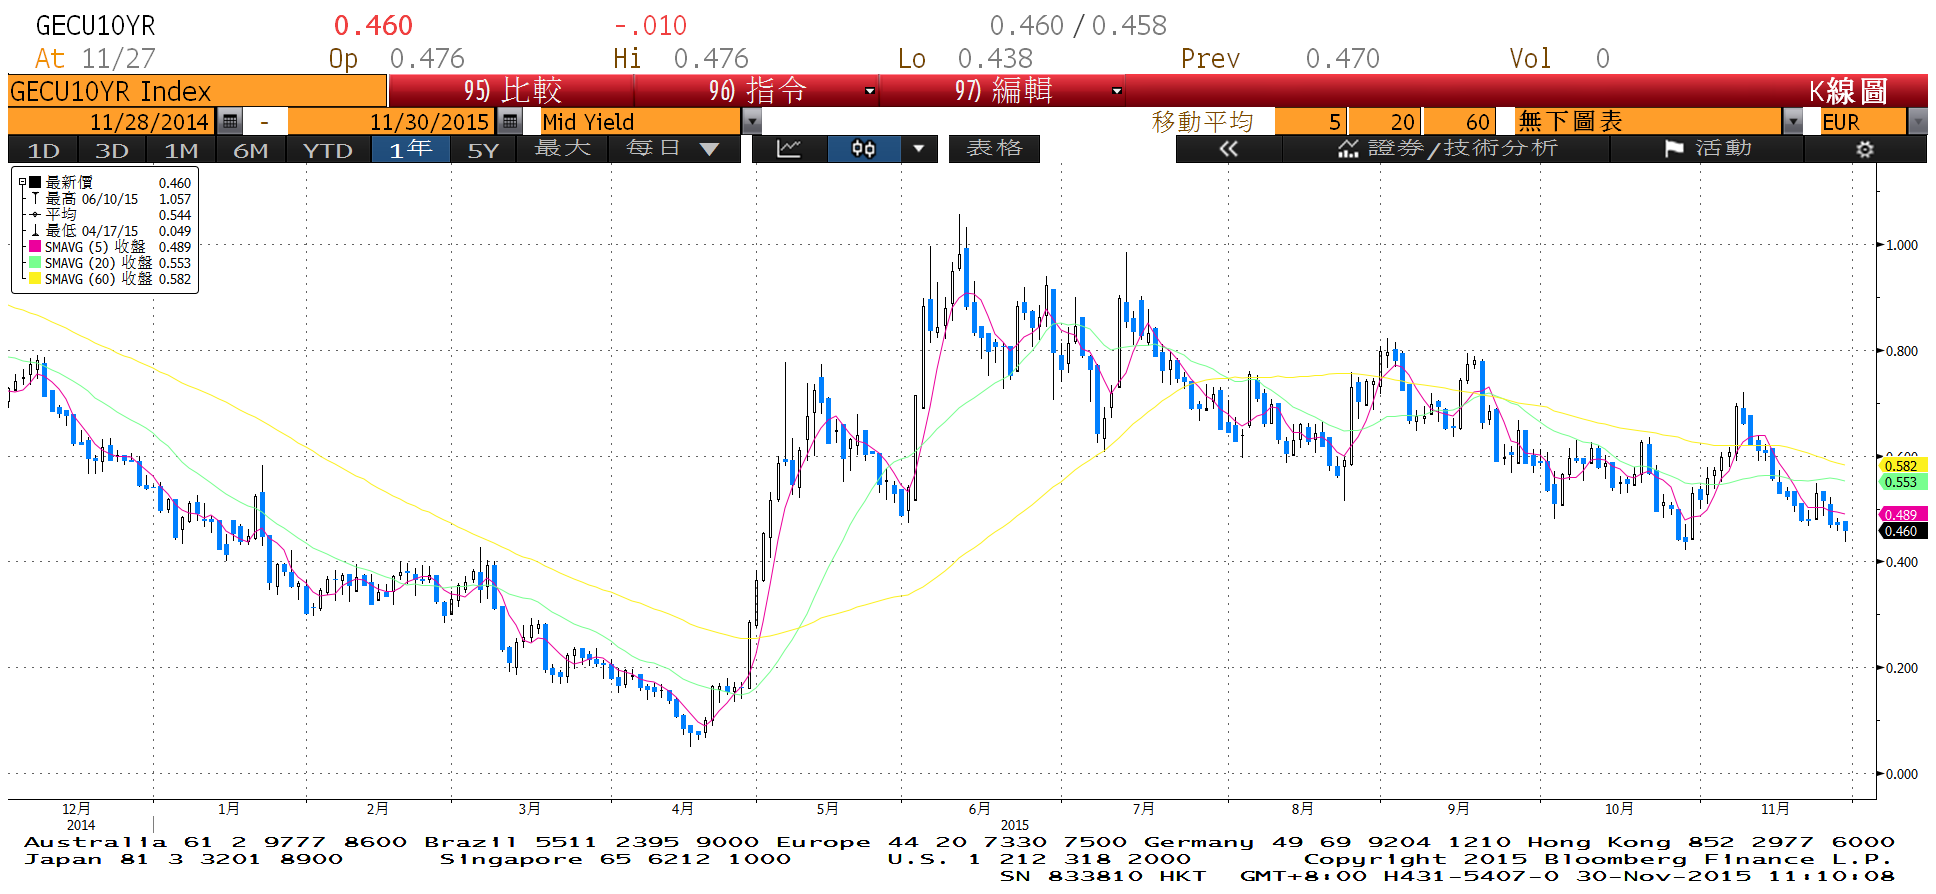 GECU10YR 0.460 -.010 0.460 / 0.458
At 11/27 Op 0.476 Hi 0.476 Lo 0.438 Prev 0.470 Vol 0
GECU10YR Index 95) 比較 96) 指令 97) 編輯 K線圖
11/28/2014 - 11/30/2015 Mid Yield 移動平均 5 20 60 無下圖表 EUR
1D 3D 1M 6M YTD 1年 5Y 最大 每日 表格 « 證券/技術分析 活動
最新價 0.460
最高 06/10/15 1.057
平均 0.544
最低 04/17/15 0.049
SMAVG (5) 收盤 0.489
SMAVG (20) 收盤 0.553
SMAVG (60) 收盤 0.582
1.000
0.800
0.582
0.553
0.489
0.460
0.400
0.200
0.000
12月 1月 2月 3月 4月 5月 6月 7月 8月 9月 10月 11月
2014 2015
Australia 61 2 9777 8600 Brazil 5511 2395 9000 Europe 44 20 7330 7500 Germany 49 69 9204 1210 Hong Kong 852 2977 6000
Japan 81 3 3201 8900 Singapore 65 6212 1000 U.S. 1 212 318 2000 Copyright 2015 Bloomberg Finance L.P.
SN 833810 HKT GMT+8:00 H431-5407-0 30-Nov-2015 11:10:08